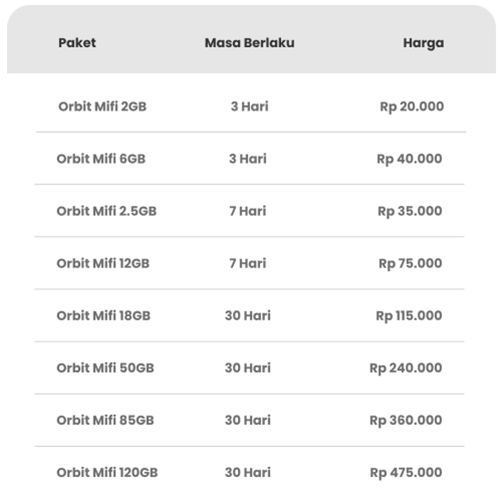 Paket Masa Berlaku Harga
Orbit Mifi 2GB 3 Hari Rp 20.000
Orbit Mifi 6GB 3 Hari Rp 40.000
Orbit Mifi 2.5GB 7 Hari Rp 35.000
Orbit Mifi 12GB 7 Hari Rp 75.000
Orbit Mifi 18GB 30 Hari Rp 115.000
Orbit Mifi 50GB 30 Hari Rp 240.000
Orbit Mifi 85GB 30 Hari Rp 360.000
Orbit Mifi 120GB 30 Hari Rp 475.000